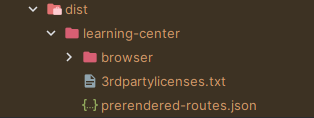 dist
learning-center
browser
3rdpartylicenses.txt
prerendered-routes.json